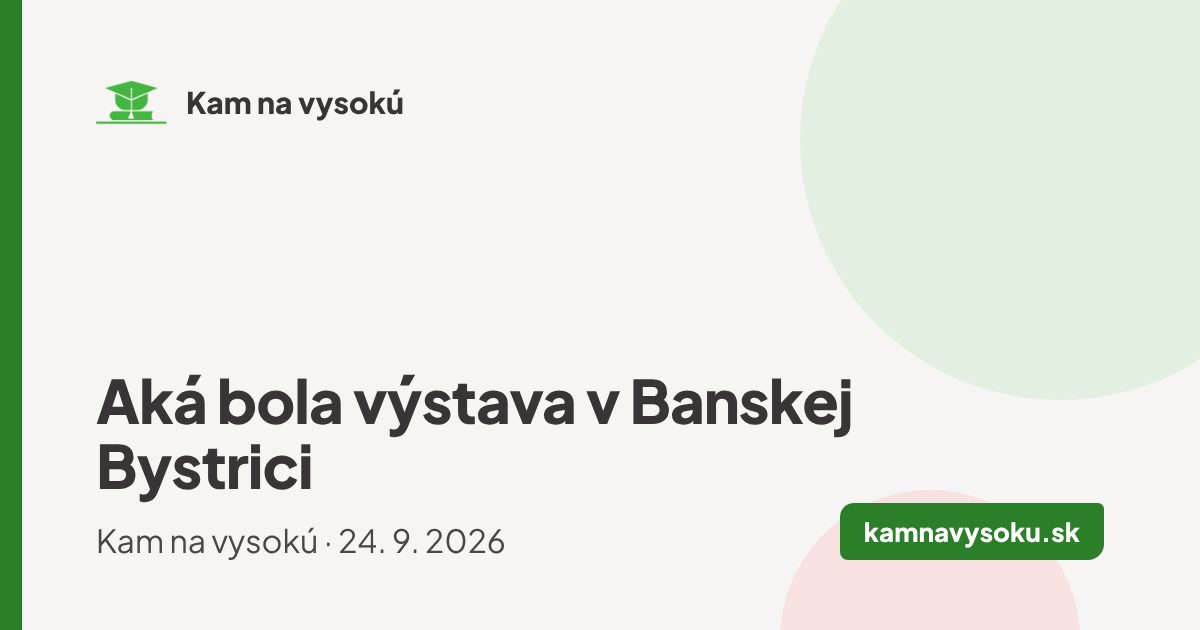 Kam na vysokú
Aká bola výstava v Banskej
Bystrici
Kam na vysokú · 24. 9. 2026
kamnavysoku.sk